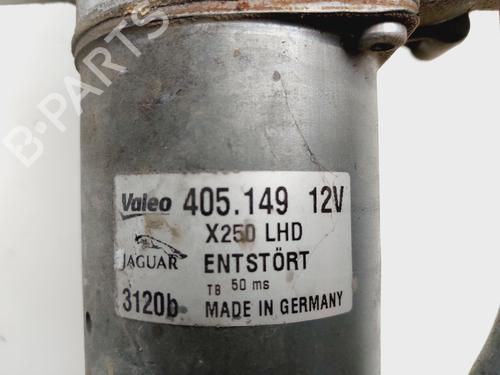 B-PARTS
Valeo 405.149 12V
X250 LHD
JAGUAR ENTSTÖRT
TB 50 ms
3120b MADE IN GERMANY